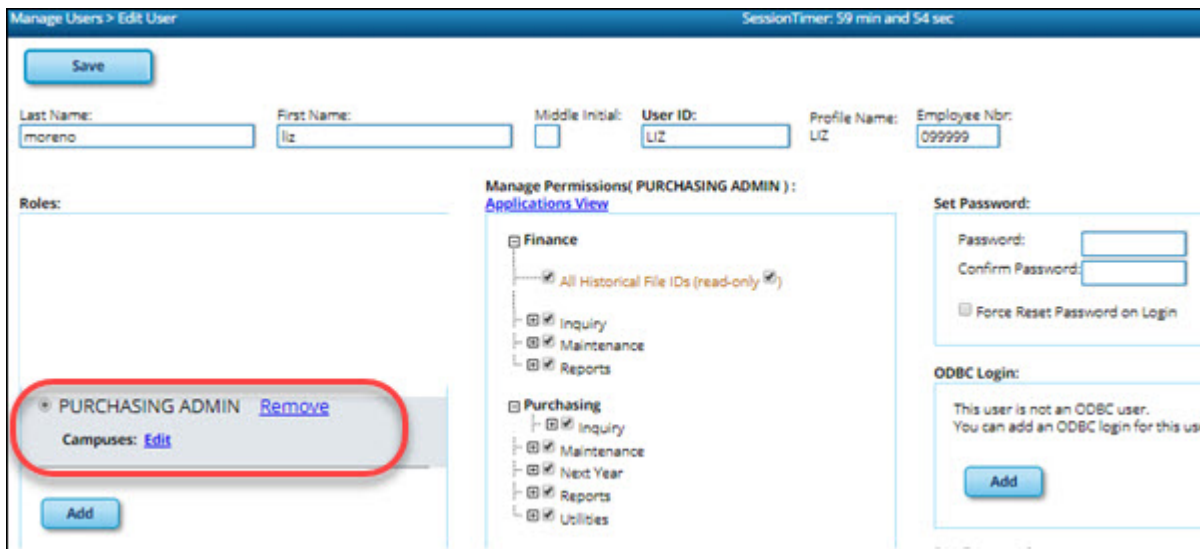 Manage Users > Edit User
SessionTimer: 59 min and 54 sec
Save
Last Name:
moreno
First Name:
liz
Middle Initial:
User ID:
LIZ
Profile Name:
LIZ
Employee Nbr:
099999
Roles:
PURCHASING ADMIN Remove
Campuses: Edit
Add
Manage Permissions( PURCHASING ADMIN ) :
Applications View
Finance
All Historical File IDs (read-only )
Inquiry
Maintenance
Reports
Purchasing
Inquiry
Maintenance
Next Year
Reports
Utilities
Set Password:
Password:
Confirm Password:
Force Reset Password on Login
ODBC Login:
This user is not an ODBC user.
You can add an ODBC login for this
Add